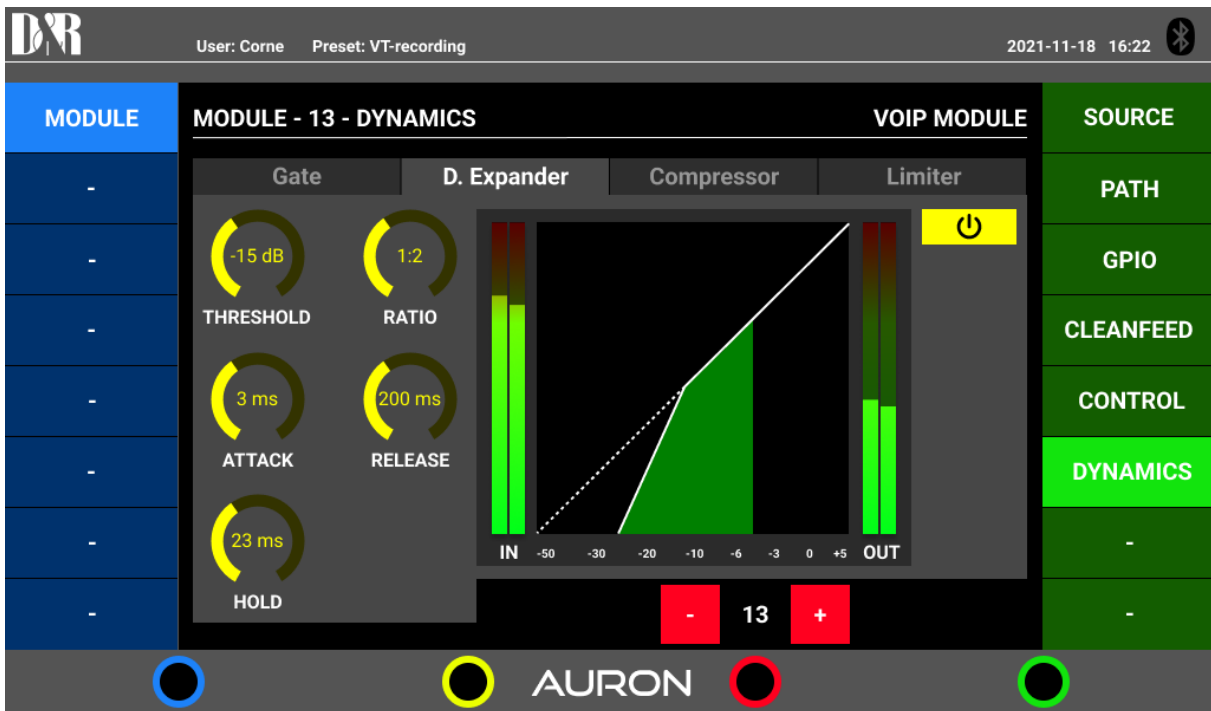 D&R
User: Corne Preset: VT-recording 2021-11-18 16:22
MODULE
-
-
-
-
-
-
-
MODULE - 13 - DYNAMICS VOIP MODULE
Gate D. Expander Compressor Limiter
-15 dB 1:2
THRESHOLD RATIO
3 ms 200 ms
ATTACK RELEASE
23 ms
HOLD
IN -50 -30 -20 -10 -6 -3 0 +5 OUT
- 13 +
SOURCE
PATH
GPIO
CLEANFEED
CONTROL
DYNAMICS
-
-
AURON